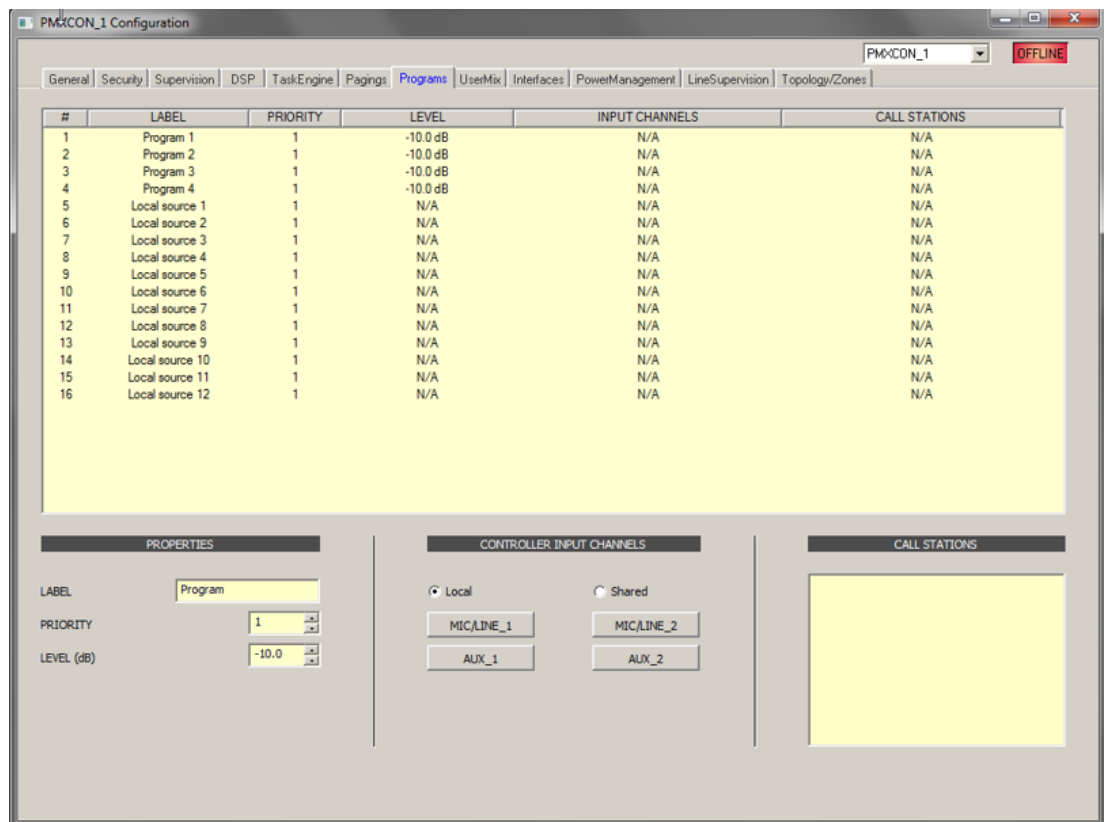 PMXCON_1 Configuration
PMXCON_1 OFFLINE
General Security Supervision DSP TaskEngine Pagings Programs UserMix Interfaces PowerManagement LineSupervision Topology/Zones
# LABEL PRIORITY LEVEL INPUT CHANNELS CALL STATIONS
1 Program 1 1 -10.0 dB N/A N/A
2 Program 2 1 -10.0 dB N/A N/A
3 Program 3 1 -10.0 dB N/A N/A
4 Program 4 1 -10.0 dB N/A N/A
5 Local source 1 1 N/A N/A N/A
6 Local source 2 1 N/A N/A N/A
7 Local source 3 1 N/A N/A N/A
8 Local source 4 1 N/A N/A N/A
9 Local source 5 1 N/A N/A N/A
10 Local source 6 1 N/A N/A N/A
11 Local source 7 1 N/A N/A N/A
12 Local source 8 1 N/A N/A N/A
13 Local source 9 1 N/A N/A N/A
14 Local source 10 1 N/A N/A N/A
15 Local source 11 1 N/A N/A N/A
16 Local source 12 1 N/A N/A N/A
PROPERTIES CONTROLLER INPUT CHANNELS CALL STATIONS
LABEL Program Local Shared
PRIORITY 1 MIC/LINE_1 MIC/LINE_2
LEVEL (dB) -10.0 AUX_1 AUX_2